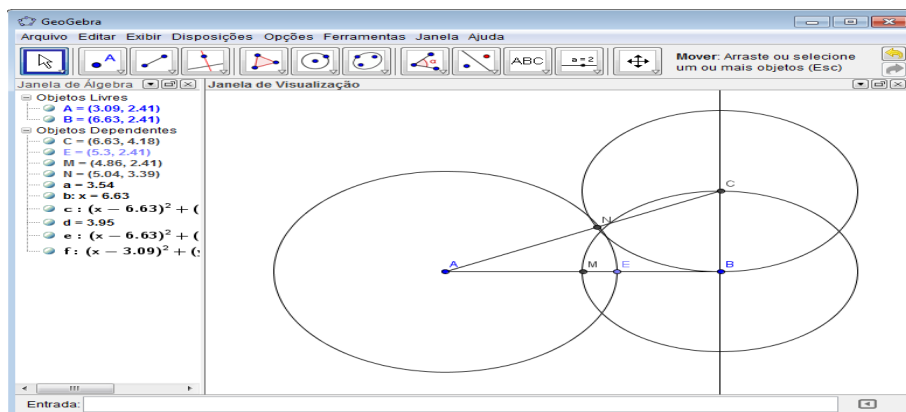 GeoGebra
Arquivo Editar Exibir Disposições Opções Ferramentas Janela Ajuda
A
ABC
a = 2
Mover: Arraste ou selecione
um ou mais objetos (Esc)
Janela de Álgebra
Janela de Visualização
Objetos Livres
A = (3.09, 2.41)
B = (6.63, 2.41)
Objetos Dependentes
C = (6.63, 4.18)
E = (5.3, 2.41)
M = (4.86, 2.41)
N = (5.04, 3.39)
a = 3.54
b: x = 6.63
c : (x − 6.63)² + (
d = 3.95
e : (x − 6.63)² + (
f : (x − 3.09)² + (
C
N
A
M
E
B
Entrada: